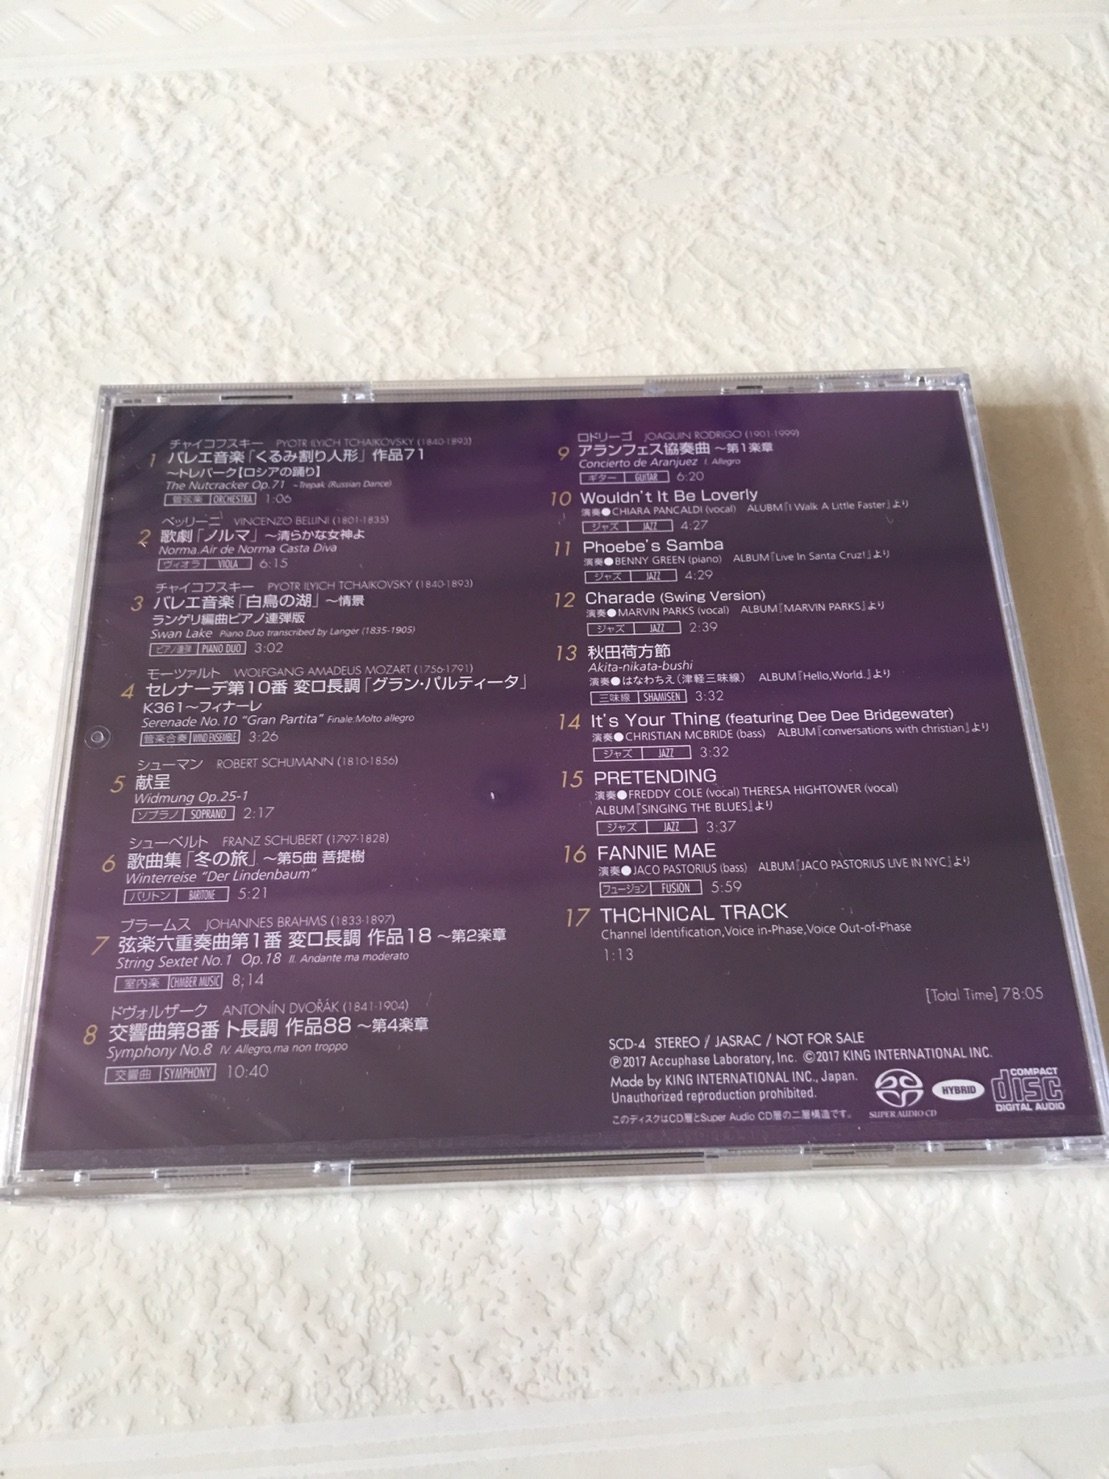 チャイコフスキー PYOTR ILYICH TCHAIKOVSKY (1840-1893)
1 バレエ音楽「くるみ割り人形」作品71
～トレパーク【ロシアの踊り】
The Nutcracker Op.71 ~Trepak (Russian Dance)
管弦楽 ORCHESTRA 1:06
ベッリーニ VINCENZO BELLINI (1801-1835)
2 歌劇「ノルマ」～清らかな女神よ
Norma.Air de Norma Casta Diva
ヴィオラ VIOLA 6:15
チャイコフスキー PYOTR ILYICH TCHAIKOVSKY (1840-1893)
3 バレエ音楽「白鳥の湖」～情景
ランゲリ編曲ピアノ連弾版
Swan Lake Piano Duo transcribed by Langer (1835-1905)
ピアノ連弾 PIANO DUO 3:02
モーツァルト WOLFGANG AMADEUS MOZART (1756-1791)
4 セレナーデ第10番 変ロ長調「グラン・パルティータ」
K361～フィナーレ
Serenade No.10 “Gran Partita” Finale.Molto allegro
管楽合奏 WIND ENSEMBLE 3:26
シューマン ROBERT SCHUMANN (1810-1856)
5 献呈
Widmung Op.25-1
ソプラノ SOPRANO 2:17
シューベルト FRANZ SCHUBERT (1797-1828)
6 歌曲集「冬の旅」～第5曲 菩提樹
Winterreise “Der Lindenbaum”
バリトン BARITONE 5:21
ブラームス JOHANNES BRAHMS (1833-1897)
7 弦楽六重奏曲第1番 変ロ長調 作品18 ～第2楽章
String Sextet No.1 Op.18 II. Andante ma moderato
室内楽 CHMBER MUSIC 8;14
ドヴォルザーク ANTONÍN DVOŘÁK (1841-1904)
8 交響曲第8番 ト長調 作品88 ～第4楽章
Symphony No.8 IV. Allegro,ma non troppo
交響曲 SYMPHONY 10:40
ロドリーゴ JOAQUIN RODRIGO (1901-1999)
9 アランフェス協奏曲 ～第1楽章
Concierto de Aranjuez I. Allegro
ギター GUITAR 6:20
10 Wouldn't It Be Loverly
演奏●CHIARA PANCALDI (vocal) ALUBM『I Walk A Little Faster』より
ジャズ JAZZ 4:27
11 Phoebe's Samba
演奏●BENNY GREEN (piano) ALBUM『Live In Santa Cruz!』より
ジャズ JAZZ 4:29
12 Charade (Swing Version)
演奏●MARVIN PARKS (vocal) ALBUM『MARVIN PARKS』より
ジャズ JAZZ 2:39
13 秋田荷方節
Akita-nikata-bushi
演奏●はなわちえ（津軽三味線） ALBUM『Hello,World.』より
三味線 SHAMISEN 3:32
14 It's Your Thing (featuring Dee Dee Bridgewater)
演奏●CHRISTIAN MCBRIDE (bass) ALBUM『conversations with christian』より
ジャズ JAZZ 3:32
15 PRETENDING
演奏●FREDDY COLE (vocal) THERESA HIGHTOWER (vocal)
ALBUM『SINGING THE BLUES』より
ジャズ JAZZ 3:37
16 FANNIE MAE
演奏●JACO PASTORIUS (bass) ALBUM『JACO PASTORIUS LIVE IN NYC』より
フュージョン FUSION 5:59
17 THCHNICAL TRACK
Channel Identification,Voice in-Phase,Voice Out-of-Phase
1:13
[Total Time] 78:05
SCD-4 STEREO / JASRAC / NOT FOR SALE
Ⓟ2017 Accuphase Laboratory, Inc. ©2017 KING INTERNATIONAL INC.
Made by KING INTERNATIONAL INC., Japan.
Unauthorized reproduction prohibited.
このディスクはCD層とSuper Audio CD層の二層構造です。
SUPER AUDIO CD
HYBRID
COMPACT
disc
DIGITAL AUDIO